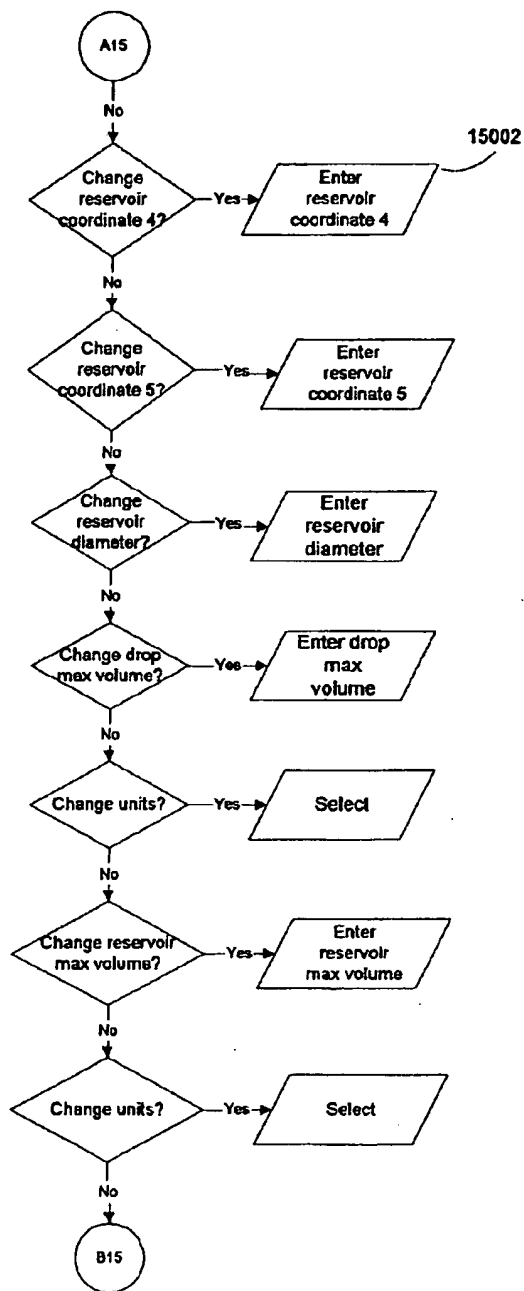 A15
No
15002
Change
reservoir
coordinate 4?
Yes
Enter
reservoir
coordinate 4
No
Change
reservoir
coordinate 5?
Yes
Enter
reservoir
coordinate 5
No
Change
reservoir
diameter?
Yes
Enter
reservoir
diameter
No
Change drop
max volume?
Yes
Enter drop
max
volume
No
Change units?
Yes
Select
No
Change reservoir
max volume?
Yes
Enter
reservoir
max volume
No
Change units?
Yes
Select
No
B15